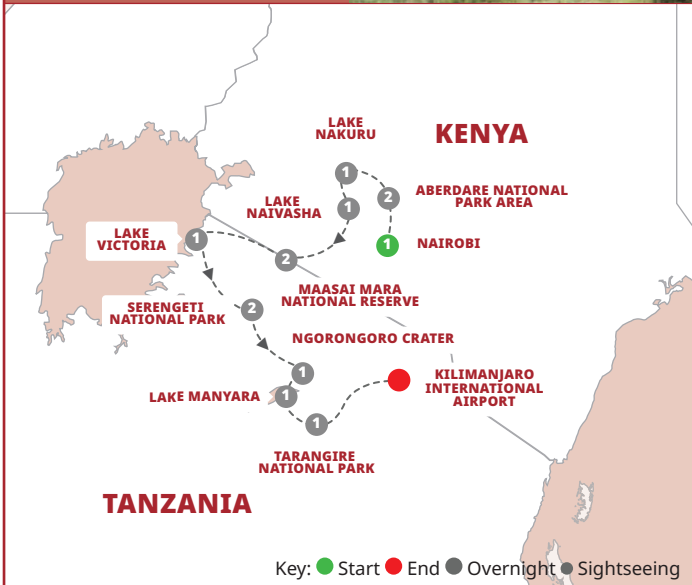 LAKE
NAKURU
KENYA
1
2
ABERDARE NATIONAL
PARK AREA
LAKE
NAIVASHA
1
1
NAIROBI
LAKE
VICTORIA
1
2
MAASAI MARA
NATIONAL RESERVE
SERENGETI
NATIONAL PARK
2
NGORONGORO CRATER
1
KILIMANJARO
INTERNATIONAL
AIRPORT
LAKE MANYARA
1
1
TARANGIRE
NATIONAL PARK
TANZANIA
Key: Start End Overnight Sightseeing